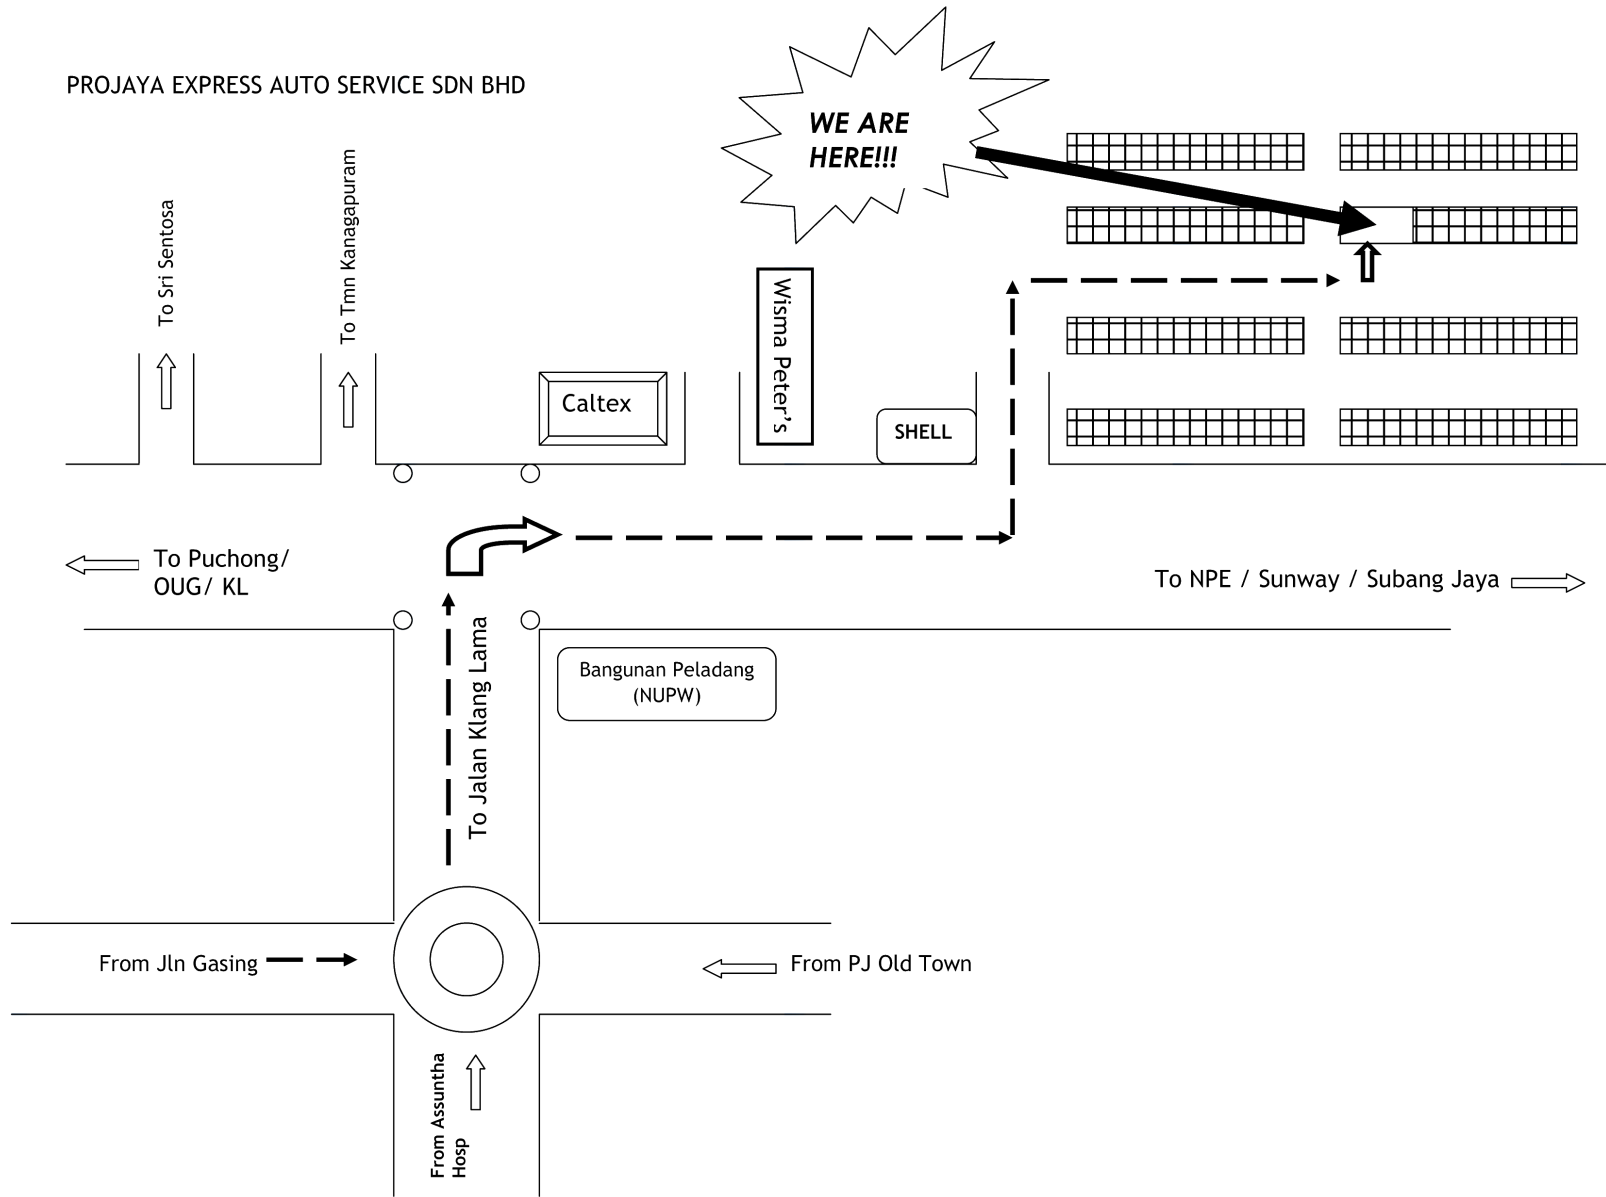 PROJAYA EXPRESS AUTO SERVICE SDN BHD
WE ARE
HERE!!!
To Sri Sentosa
To Tmn Kanagapuram
Caltex
Wisma Peter's
SHELL
To Puchong/
OUG/ KL
To NPE / Sunway / Subang Jaya
To Jalan Klang Lama
Bangunan Peladang
(NUPW)
From Jln Gasing
From PJ Old Town
From Assuntha
Hosp